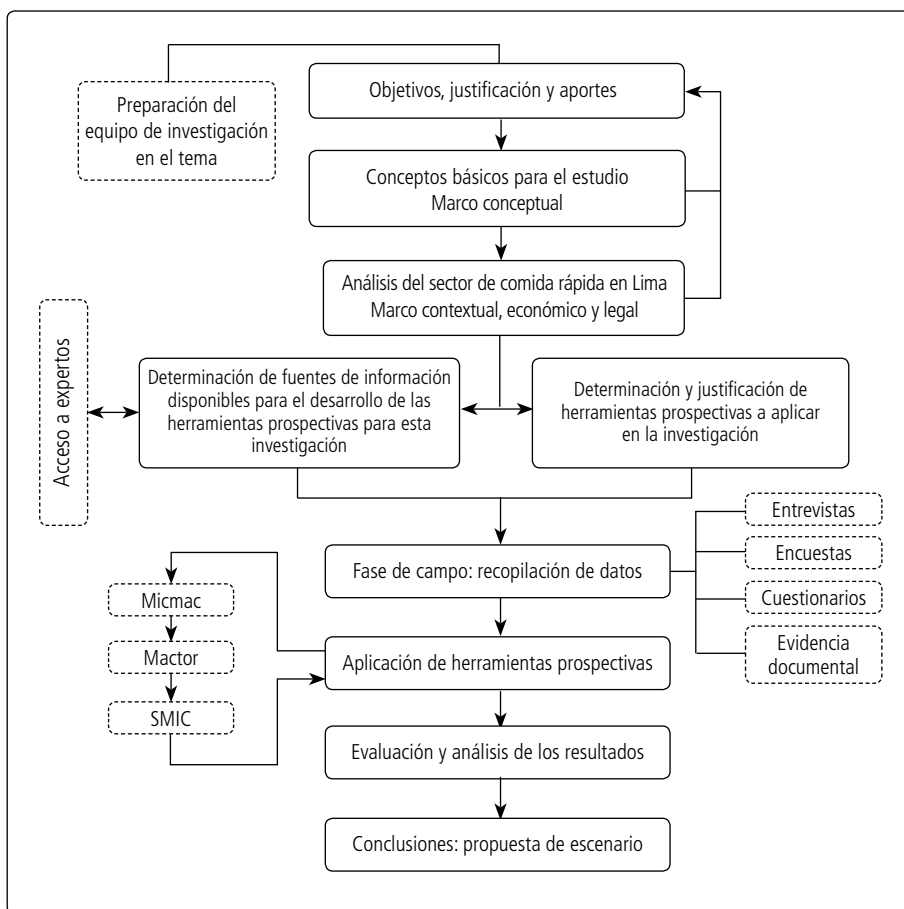 Preparación del
equipo de investigación
en el tema
Objetivos, justificación y aportes
Conceptos básicos para el estudio
Marco conceptual
Análisis del sector de comida rápida en Lima
Marco contextual, económico y legal
Acceso a expertos
Determinación de fuentes de información
disponibles para el desarrollo de las
herramientas prospectivas para esta
investigación
Determinación y justificación de
herramientas prospectivas a aplicar
en la investigación
Fase de campo: recopilación de datos
Entrevistas
Encuestas
Cuestionarios
Evidencia
documental
Micmac
Mactor
SMIC
Aplicación de herramientas prospectivas
Evaluación y análisis de los resultados
Conclusiones: propuesta de escenario